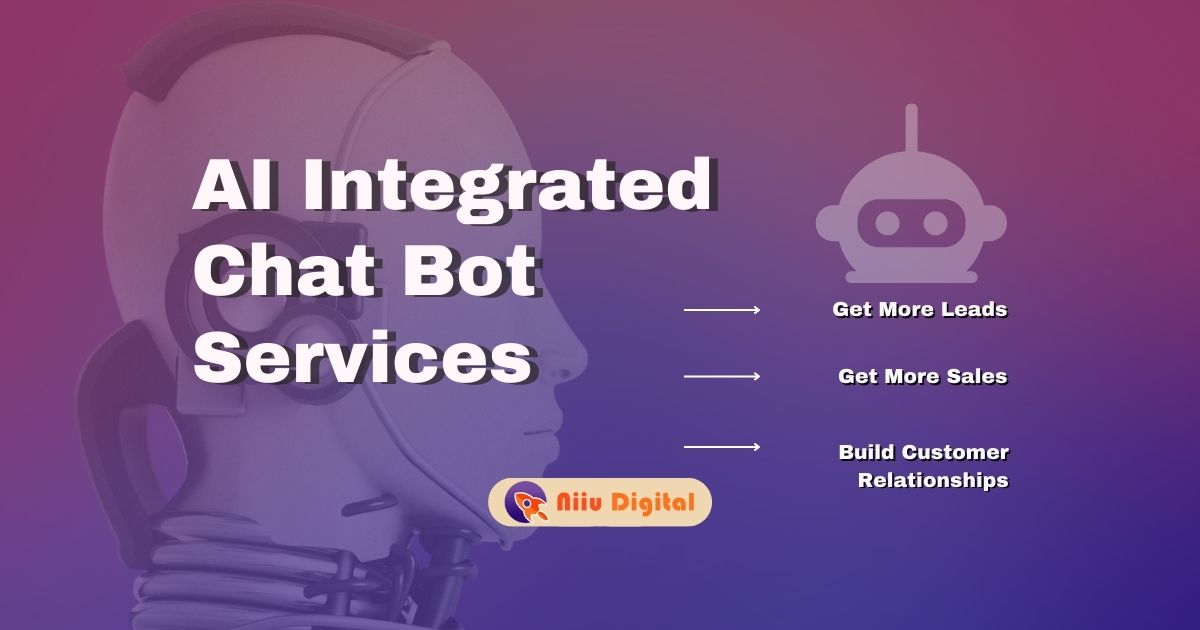 AI Integrated
Chat Bot
Services
Get More Leads
Get More Sales
Build Customer
Relationships
Niiu Digital